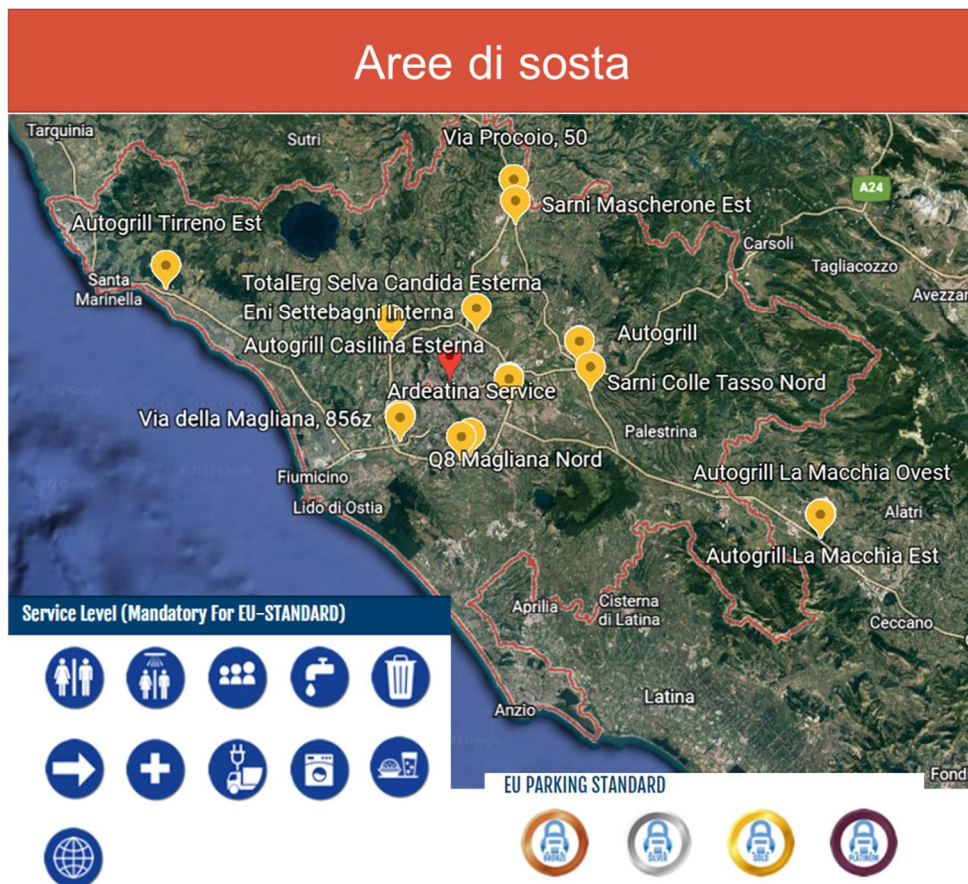 Aree di sosta
Tarquinia
Sutri
Via Procoio, 50
A24
Sarni Mascherone Est
Autogrill Tirreno Est
Carsoli
Tagliacozzo
Santa
Marinella
TotalErg Selva Candida Esterna
Avezzan
Eni Settebagni Interna
Autogrill
Autogrill Casilina Esterna
Ardeatina Service
Sarni Colle Tasso Nord
Via della Magliana, 856z
Palestrina
Q8 Magliana Nord
Fiumicino
Autogrill La Macchia Ovest
Lido di Ostia
Alatri
Autogrill La Macchia Est
Aprilia
Cisterna
di Latina
Ceccano
Service Level (Mandatory For EU-STANDARD)
Latina
Anzio
Fond
EU PARKING STANDARD
BRONZE
SILVER
GOLD
PLATINUM